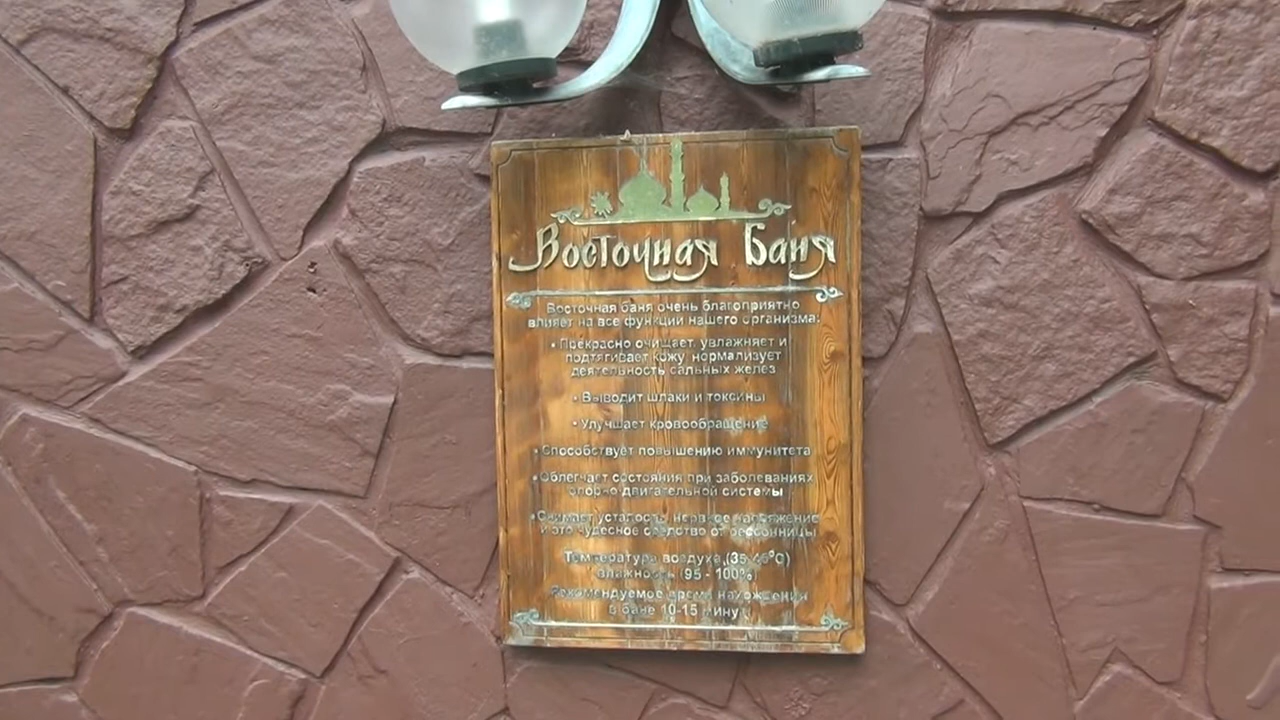 Восточная Баня
Восточная баня очень благоприятно
влияет на все функции нашего организма:
• Прекрасно очищает, увлажняет и
подтягивает кожу, нормализует
деятельность сальных желез
• Выводит шлаки и токсины
• Улучшает кровообращение
• Способствует повышению иммунитета
• Облегчает состояния при заболеваниях
опорно-двигательной системы
• Снимает усталость, нервное напряжение
и это чудесное средство от бессонницы
Температура воздуха (35-45°C)
влажность (95 - 100%)
Рекомендуемое время нахождения
в бане 10-15 минут